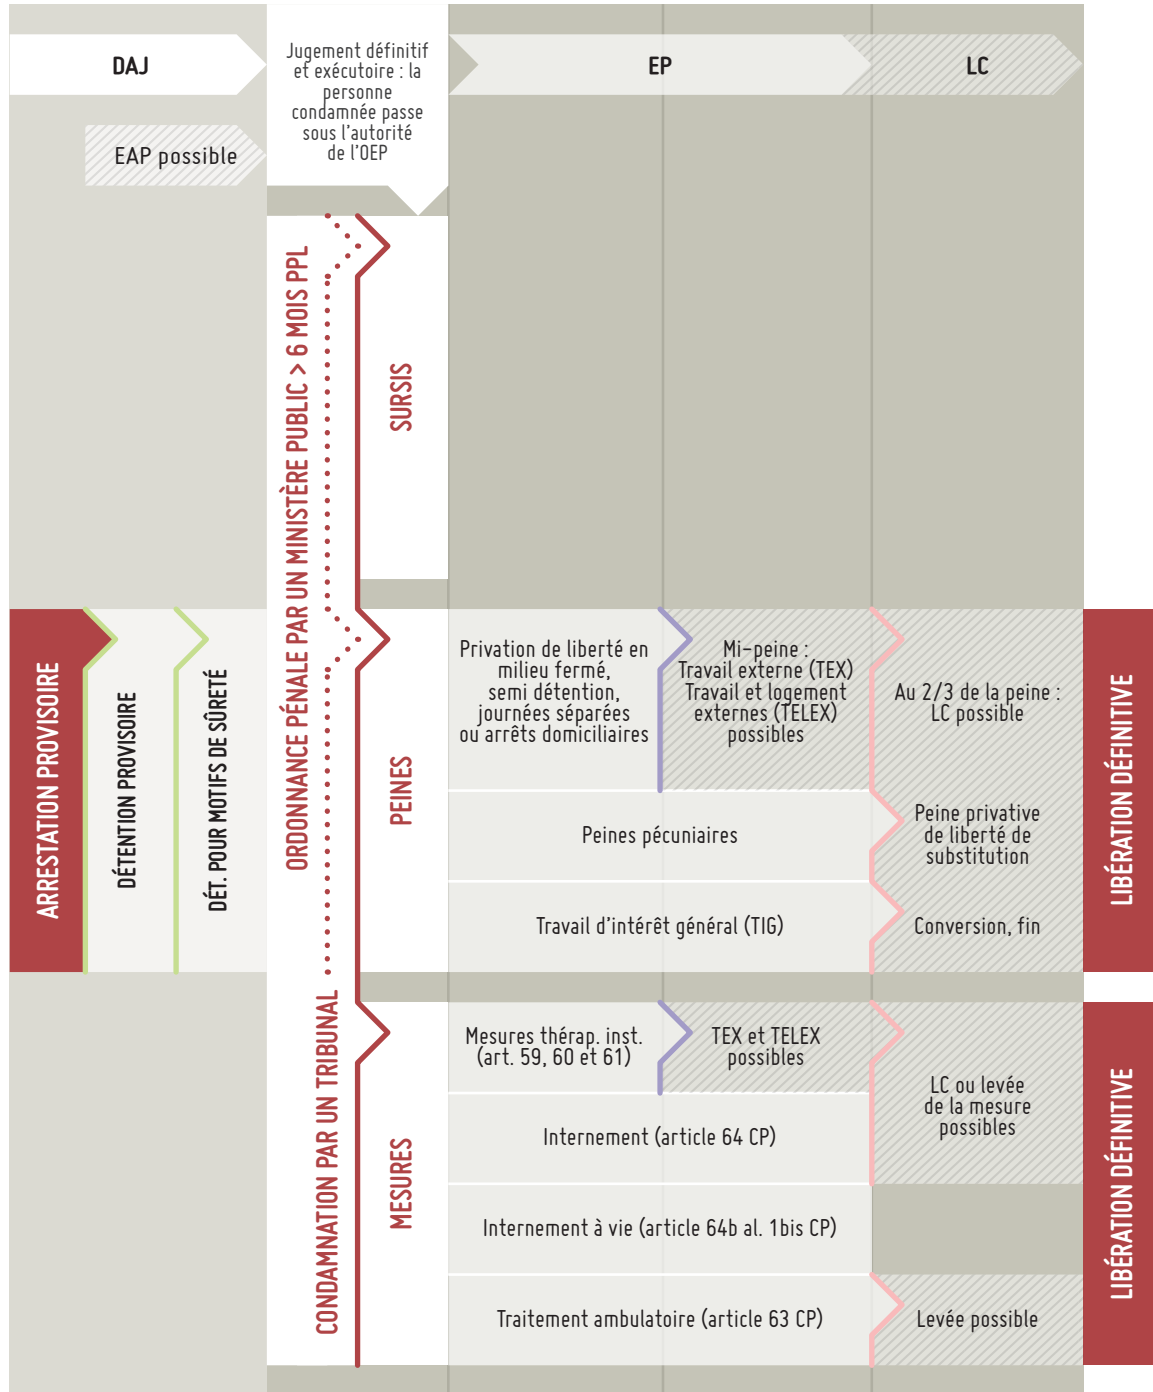 DAJ
EAP possible
Jugement définitif
et exécutoire : la
personne
condamnée passe
sous l'autorité
de l'OEP
EP
LC
ORDONNANCE PÉNALE PAR UN MINISTÈRE PUBLIC > 6 MOIS PPL
CONDAMNATION PAR UN TRIBUNAL
SURSIS
ARRESTATION PROVISOIRE
DÉTENTION PROVISOIRE
DÉT. POUR MOTIFS DE SÛRETÉ
PEINES
Privation de liberté en
milieu fermé,
semi détention,
journées séparées
ou arrêts domiciliaires
Mi-peine :
Travail externe (TEX)
Travail et logement
externes (TELEX)
possibles
Au 2/3 de la peine :
LC possible
Peines pécuniaires
Peine privative
de liberté de
substitution
Travail d'intérêt général (TIG)
Conversion, fin
LIBÉRATION DÉFINITIVE
MESURES
Mesures thérap. inst.
(art. 59, 60 et 61)
TEX et TELEX
possibles
LC ou levée
de la mesure
possibles
Internement (article 64 CP)
Internement à vie (article 64b al. 1bis CP)
Traitement ambulatoire (article 63 CP)
Levée possible
LIBÉRATION DÉFINITIVE